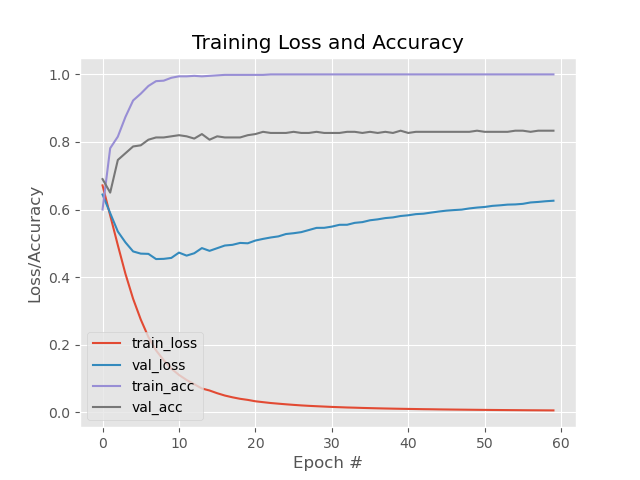 Training Loss and Accuracy
Loss/Accuracy
1.0
0.8
0.6
0.4
0.2
0.0
train_loss
val_loss
train_acc
val_acc
0 10 20 30 40 50 60
Epoch #